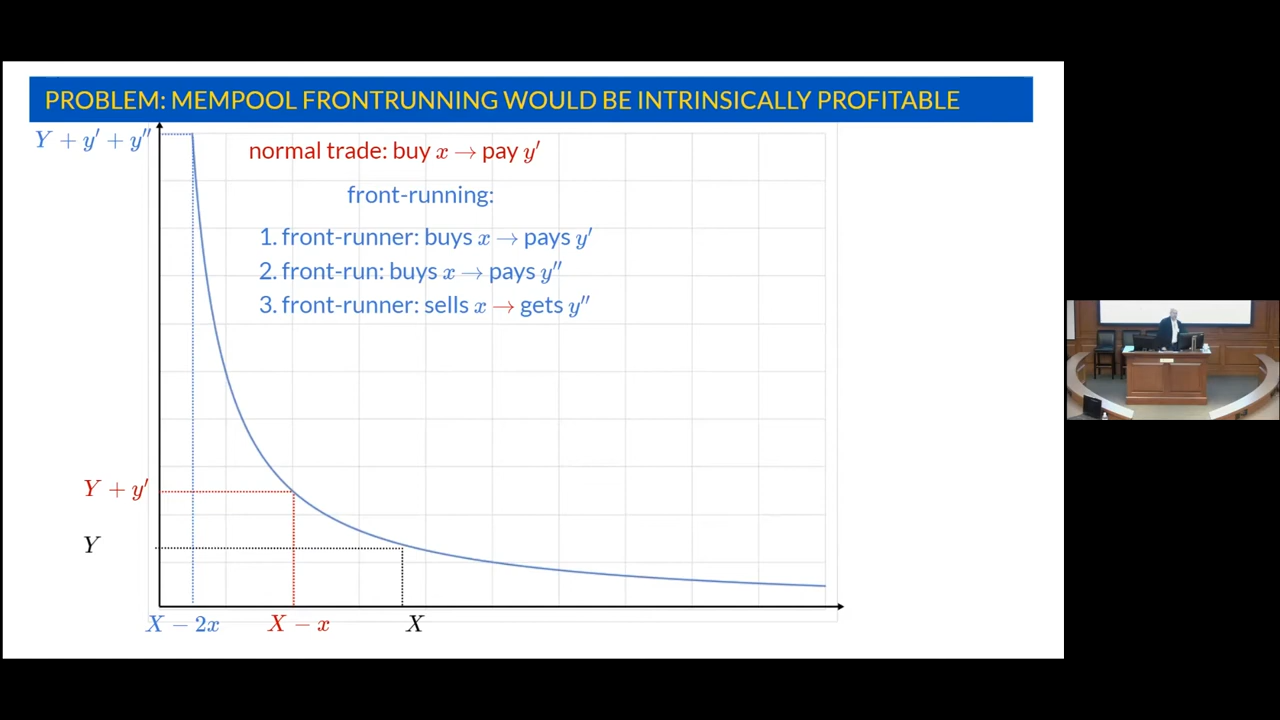 PROBLEM: MEMPOOL FRONTRUNNING WOULD BE INTRINSICALLY PROFITABLE
Y + y′ + y″
normal trade: buy x → pay y′
front-running:
1. front-runner: buys x → pays y′
2. front-run: buys x → pays y″
3. front-runner: sells x → gets y″
Y + y′
Y
X − 2x
X − x
X